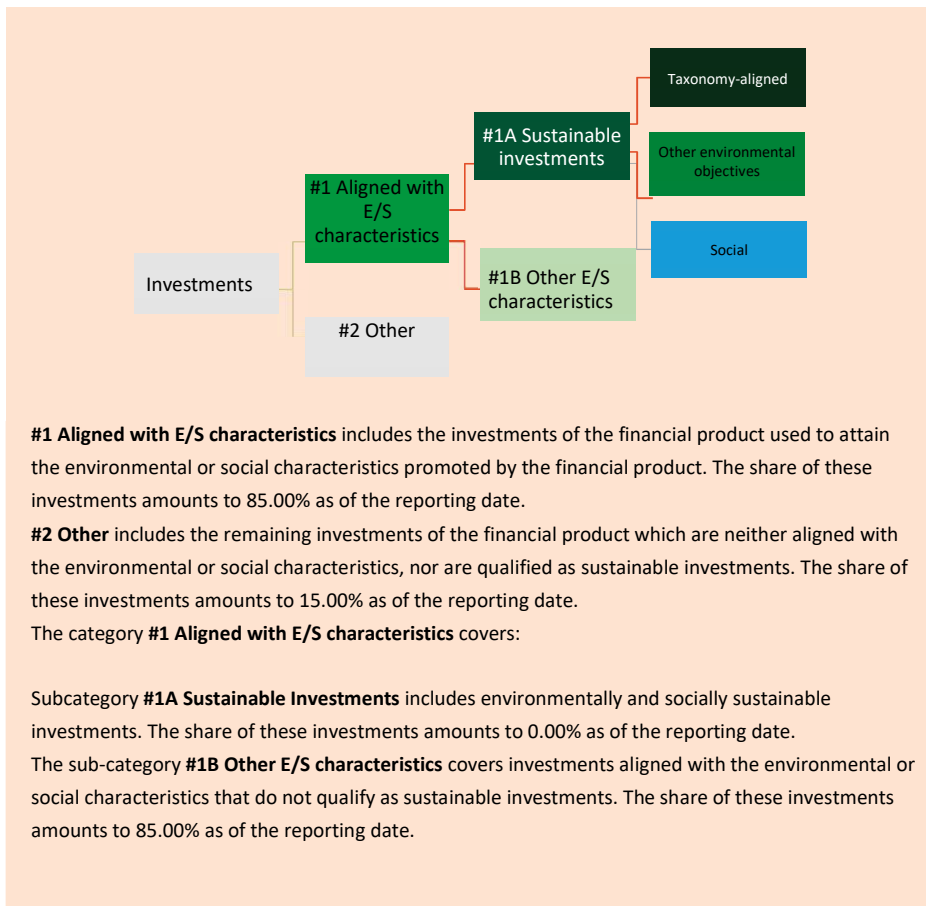 Taxonomy-aligned
#1A Sustainable
investments
Other environmental
objectives
#1 Aligned with
E/S
characteristics
Social
Investments
#1B Other E/S
characteristics
#2 Other
#1 Aligned with E/S characteristics includes the investments of the financial product used to attain
the environmental or social characteristics promoted by the financial product. The share of these
investments amounts to 85.00% as of the reporting date.
#2 Other includes the remaining investments of the financial product which are neither aligned with
the environmental or social characteristics, nor are qualified as sustainable investments. The share of
these investments amounts to 15.00% as of the reporting date.
The category #1 Aligned with E/S characteristics covers:
Subcategory #1A Sustainable Investments includes environmentally and socially sustainable
investments. The share of these investments amounts to 0.00% as of the reporting date.
The sub-category #1B Other E/S characteristics covers investments aligned with the environmental or
social characteristics that do not qualify as sustainable investments. The share of these investments
amounts to 85.00% as of the reporting date.